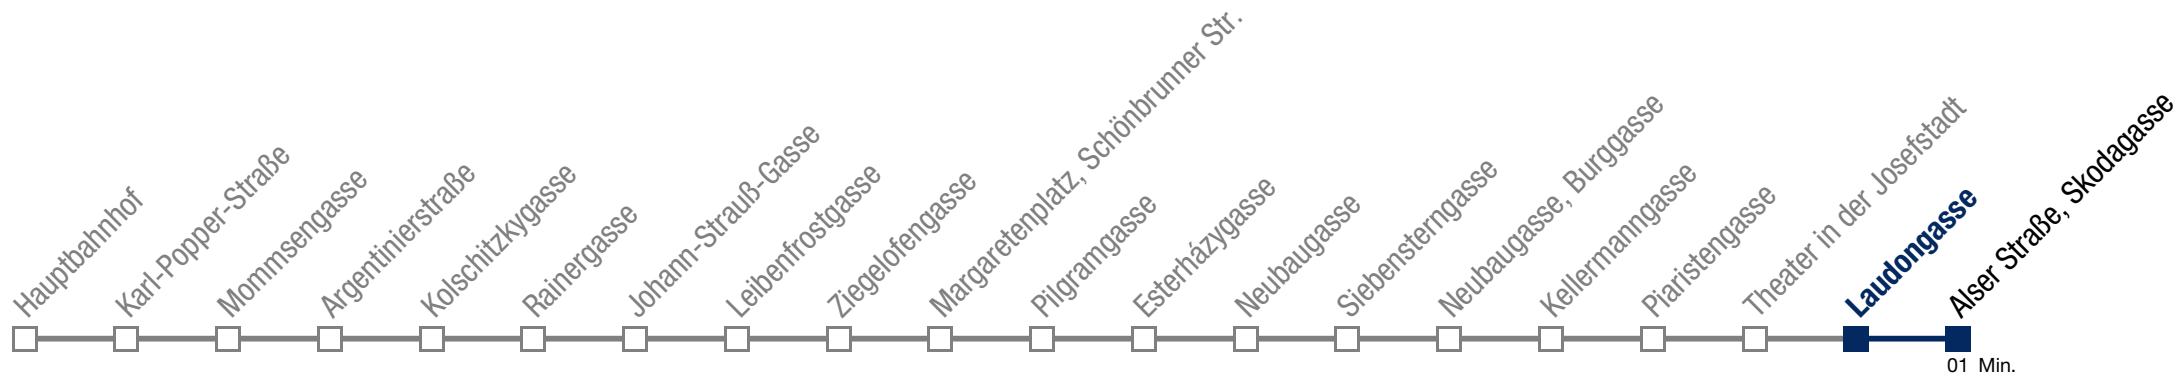 Hauptbahnhof
Karl-Popper-Straße
Mommsengasse
Argentinierstraße
Kolschitzkygasse
Rainergasse
Johann-Strauß-Gasse
Leibenfrostgasse
Ziegelofengasse
Margaretenplatz, Schönbrunner Str.
Pilgramgasse
Esterházygasse
Neubaugasse
Siebensterngasse
Neubaugasse, Burggasse
Kellermanngasse
Piaristengasse
Theater in der Josefstadt
Laudongasse
Alser Straße, Skodagasse
01 Min.